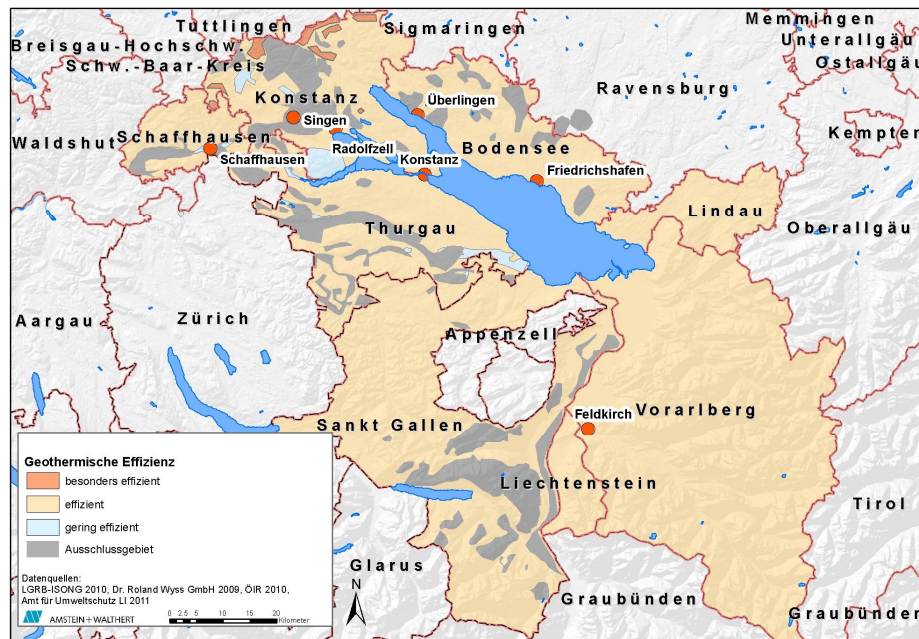 Tuttlingen
Sigmaringen
Memmingen
Unterallgäu
Ostallgäu
Breisgau-Hochschw.
Schw.-Baar-Kreis
Ravensburg
Konstanz
Überlingen
Singen
Waldshut
Schaffhausen
Kempten
Bodensee
Radolfzell
Schaffhausen
Konstanz
Friedrichshafen
Lindau
Thurgau
Oberallgäu
Aargau
Zürich
Appenzell
Sankt Gallen
Feldkirch
Vorarlberg
Liechtenstein
Tirol
Glarus
Graubünden
Graubünden
Geothermische Effizienz
besonders effizient
effizient
gering effizient
Ausschlussgebiet
Datenquellen:
LGRB-ISONG 2010, Dr. Roland Wyss GmbH 2009, ÖIR 2010,
Amt für Umweltschutz LI 2011
AMSTEIN + WALTHERT
0 2.5 5 10 15 20
Kilometer
N